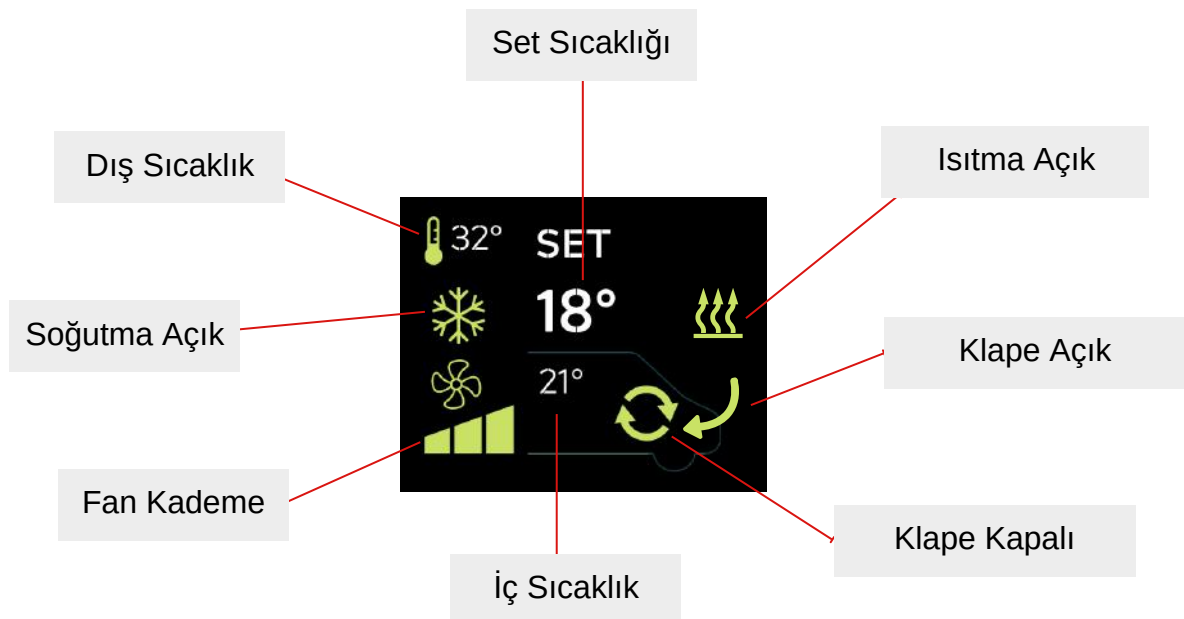 Set Sıcaklığı
Dış Sıcaklık
Isıtma Açık
32°
SET
18°
Soğutma Açık
Klape Açık
21°
Fan Kademe
Klape Kapalı
İç Sıcaklık